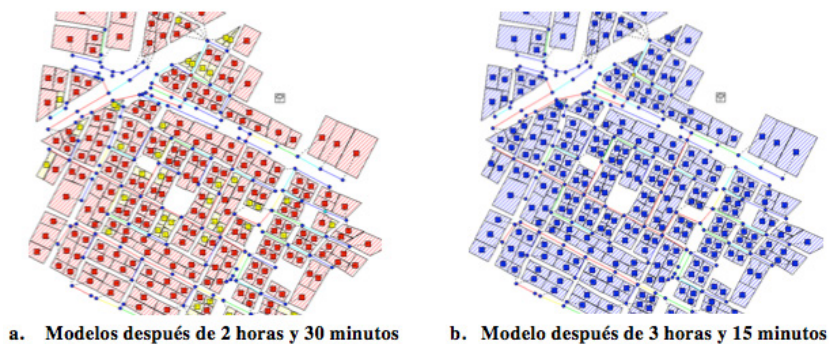 a. Modelos después de 2 horas y 30 minutos
b. Modelo después de 3 horas y 15 minutos